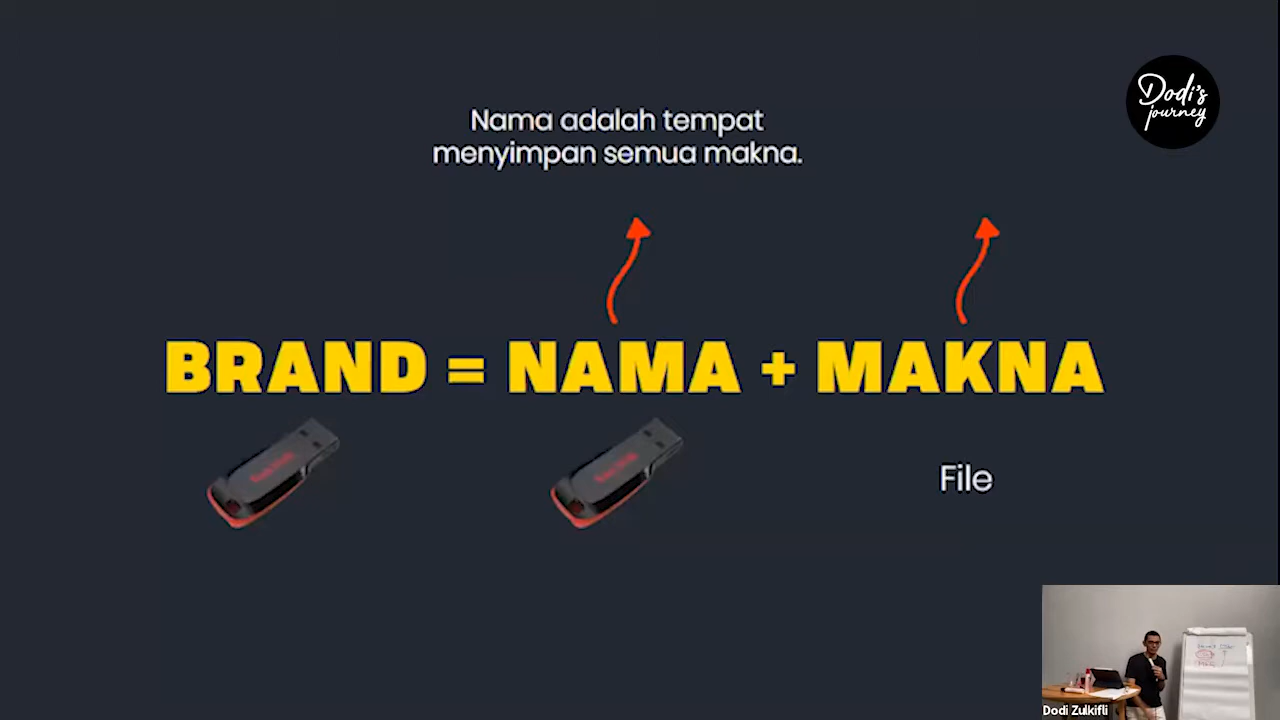 Dodi's
journey
Nama adalah tempat
menyimpan semua makna.
BRAND = NAMA + MAKNA
File
Dodi Zulkifli